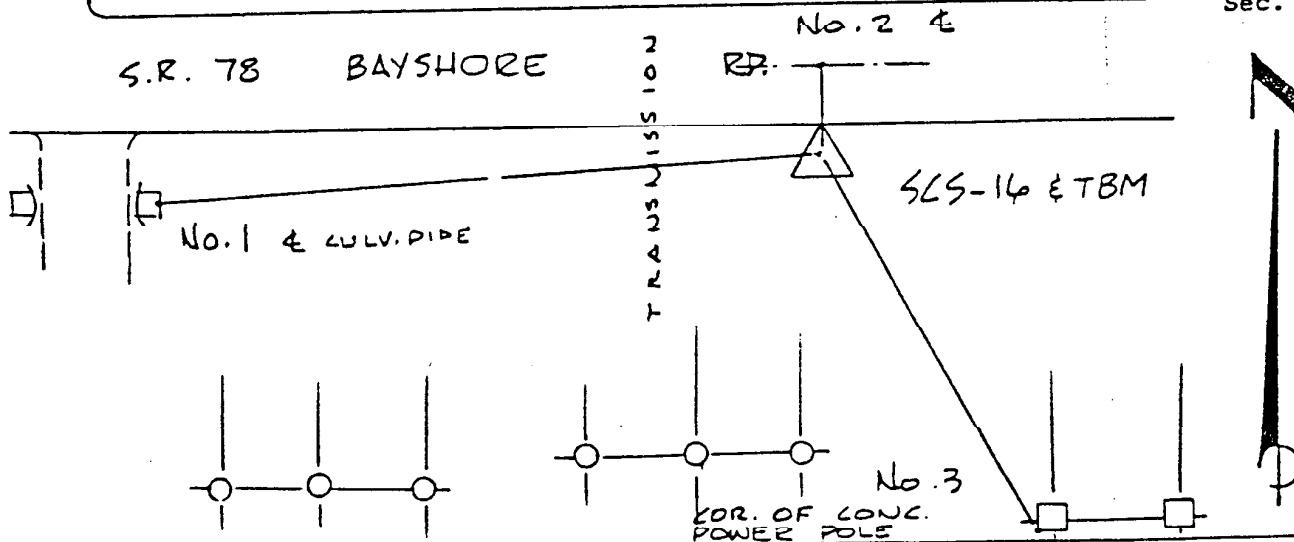 Sec.
No. 2 ℄
S.R. 78 BAYSHORE RD.
TRANSMISSION
SCS-16 & TBM
No. 1 ℄ CULV. PIPE
No. 3
COR. OF CONC.
POWER POLE